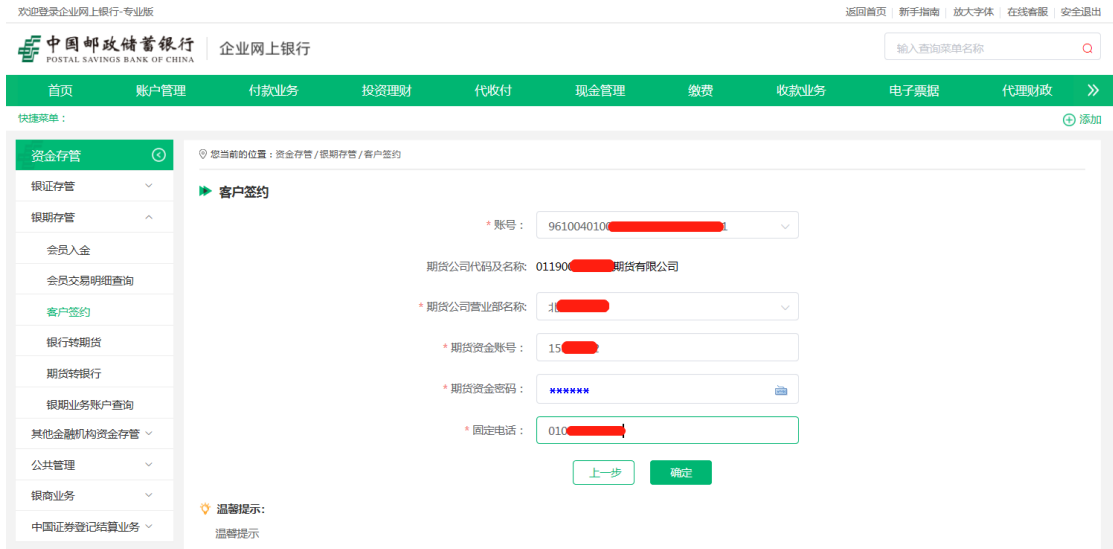 欢迎登录企业网上银行-专业版
返回首页 新手指南 放大字体 在线客服 安全退出
中国邮政储蓄银行 企业网上银行
POSTAL SAVINGS BANK OF CHINA
输入查询菜单名称
首页 账户管理 付款业务 投资理财 代收付 现金管理 缴费 收款业务 电子票据 代理财政
快捷菜单：
添加
资金存管
银证存管
银期存管
会员入金
会员交易明细查询
客户签约
银行转期货
期货转银行
银期业务账户查询
其他金融机构资金存管
公共管理
银商业务
中国证券登记结算业务
您当前的位置：资金存管/银期存管/客户签约
客户签约
* 账号： 961004010 1
期货公司代码及名称: 01190 期货有限公司
* 期货公司营业部名称: 北
* 期货资金账号： 15
* 期货资金密码： ******
* 固定电话： 010
上一步 确定
温馨提示：
温馨提示